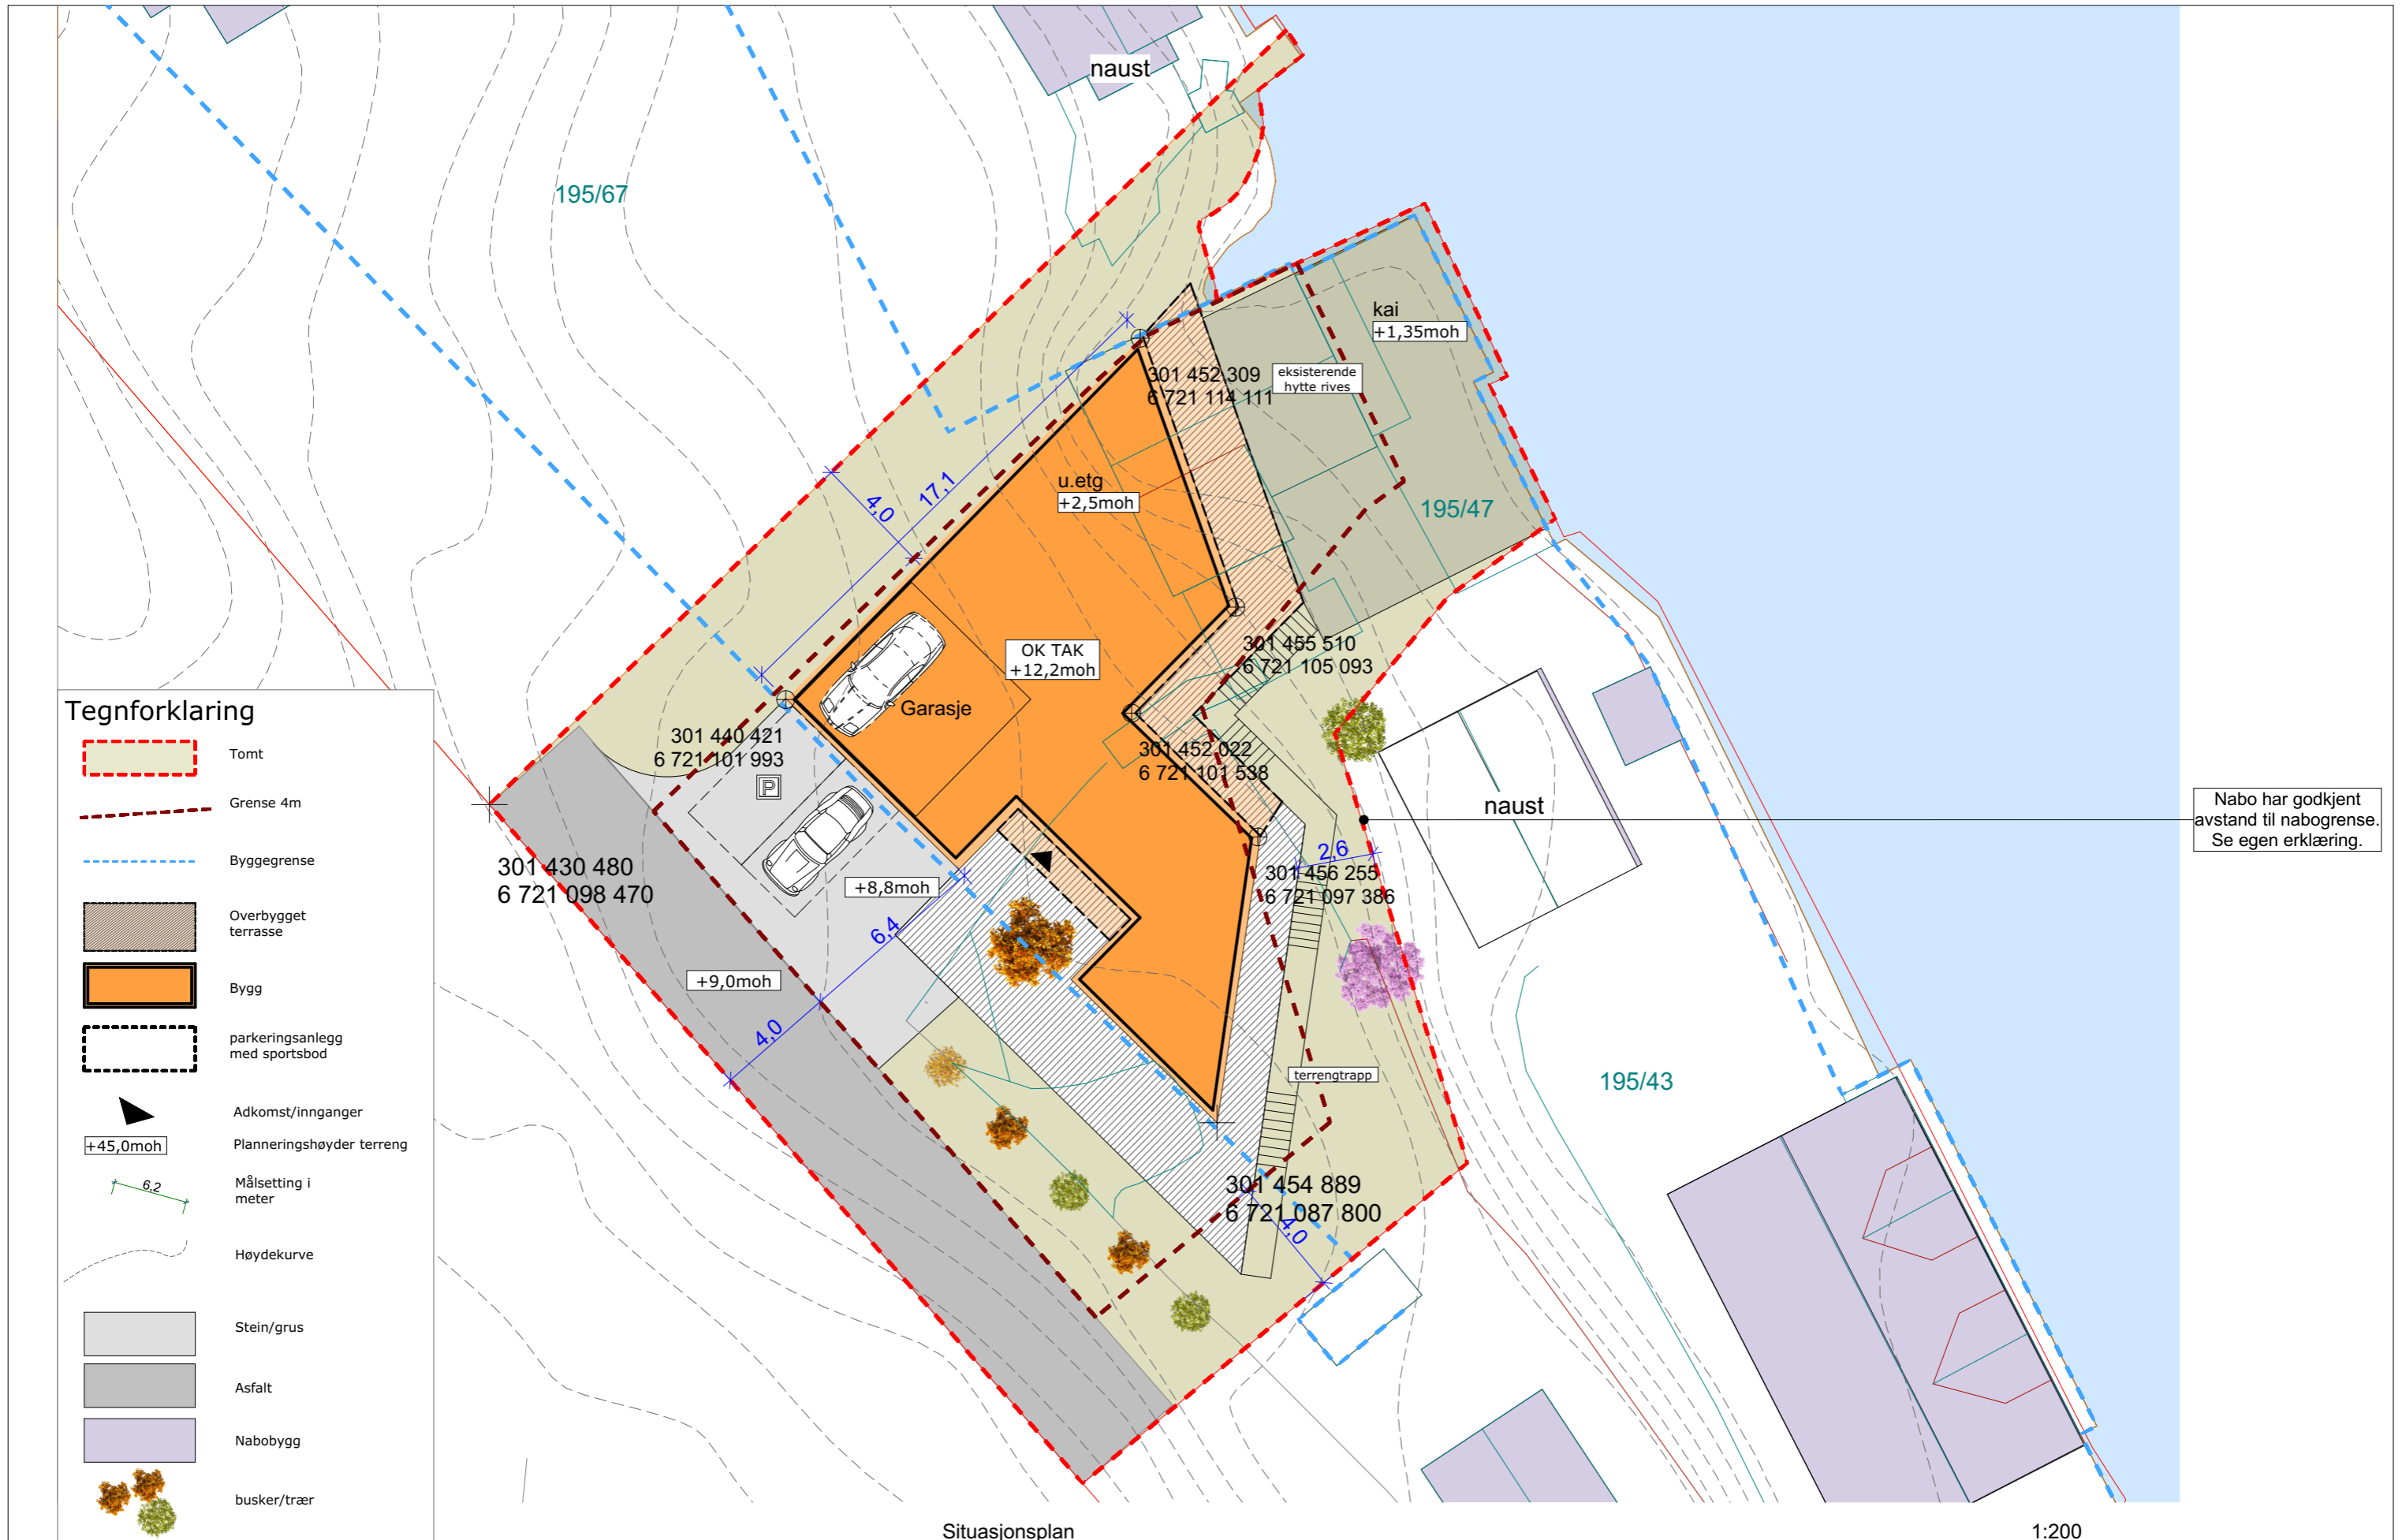 naust
195/67
kai
+1,35moh
301 452 309
6 721 114 111
eksisterende
hytte rives
17,1
4,0
u.etg
+2,5moh
195/47
OK TAK
+12,2moh
301 455 510
6 721 105 093
Garasje
301 440 421
6 721 101 993
P
301 452 022
6 721 101 538
naust
Nabo har godkjent
avstand til nabogrense.
Se egen erklæring.
2,6
301 430 480
6 721 098 470
+8,8moh
301 456 255
6 721 097 386
6,4
+9,0moh
4,0
terrengtrapp
195/43
301 454 889
6 721 087 800
4,0
Tegnforklaring
Tomt
Grense 4m
Byggegrense
Overbygget
terrasse
Bygg
parkeringsanlegg
med sportsbod
Adkomst/innganger
+45,0moh
Planneringshøyder terreng
6,2
Målsetting i
meter
Høydekurve
Stein/grus
Asfalt
Nabobygg
busker/trær
Situasjonsplan
1:200